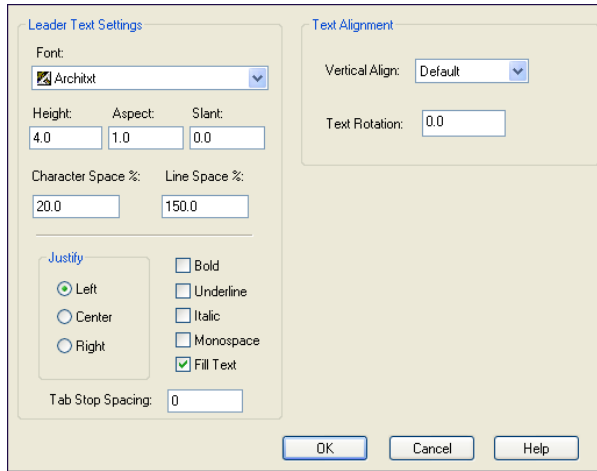 Leader Text Settings
Font:
Architxt
Height: Aspect: Slant:
4.0 1.0 0.0
Character Space %: Line Space %:
20.0 150.0
Justify
Left
Center
Right
Bold
Underline
Italic
Monospace
Fill Text
Tab Stop Spacing: 0
Text Alignment
Vertical Align: Default
Text Rotation: 0.0
OK Cancel Help